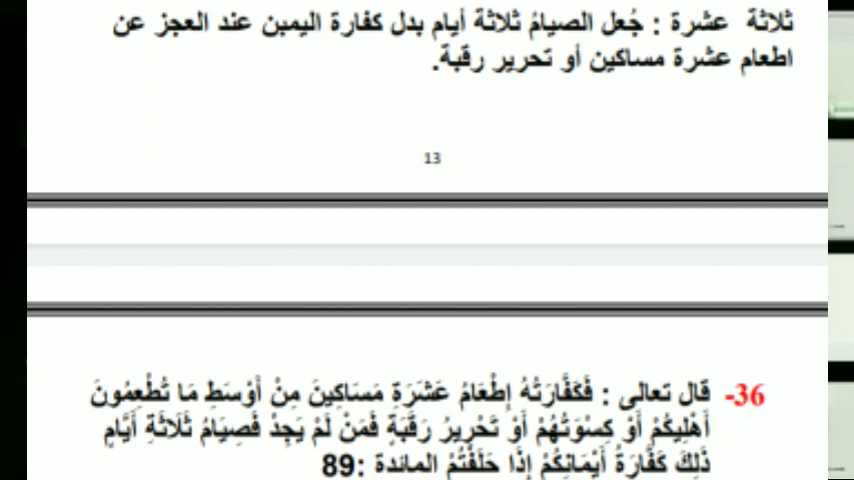 ثلاثة عشرة : جُعل الصيامُ ثلاثة أيام بدل كفارة اليمين عند العجز عن
اطعام عشرة مساكين أو تحرير رقبة.
13
36- قال تعالى : فَكَفَّارَتُهُ إِطْعَامُ عَشَرَةِ مَسَاكِينَ مِنْ أَوْسَطِ مَا تُطْعِمُونَ
أَهْلِيكُمْ أَوْ كِسْوَتُهُمْ أَوْ تَحْرِيرُ رَقَبَةٍ فَمَنْ لَمْ يَجِدْ فَصِيَامُ ثَلَاثَةِ أَيَّامٍ
ذَلِكَ كَفَّارَةُ أَيْمَانِكُمْ إِذَا حَلَفْتُمْ المائدة :89